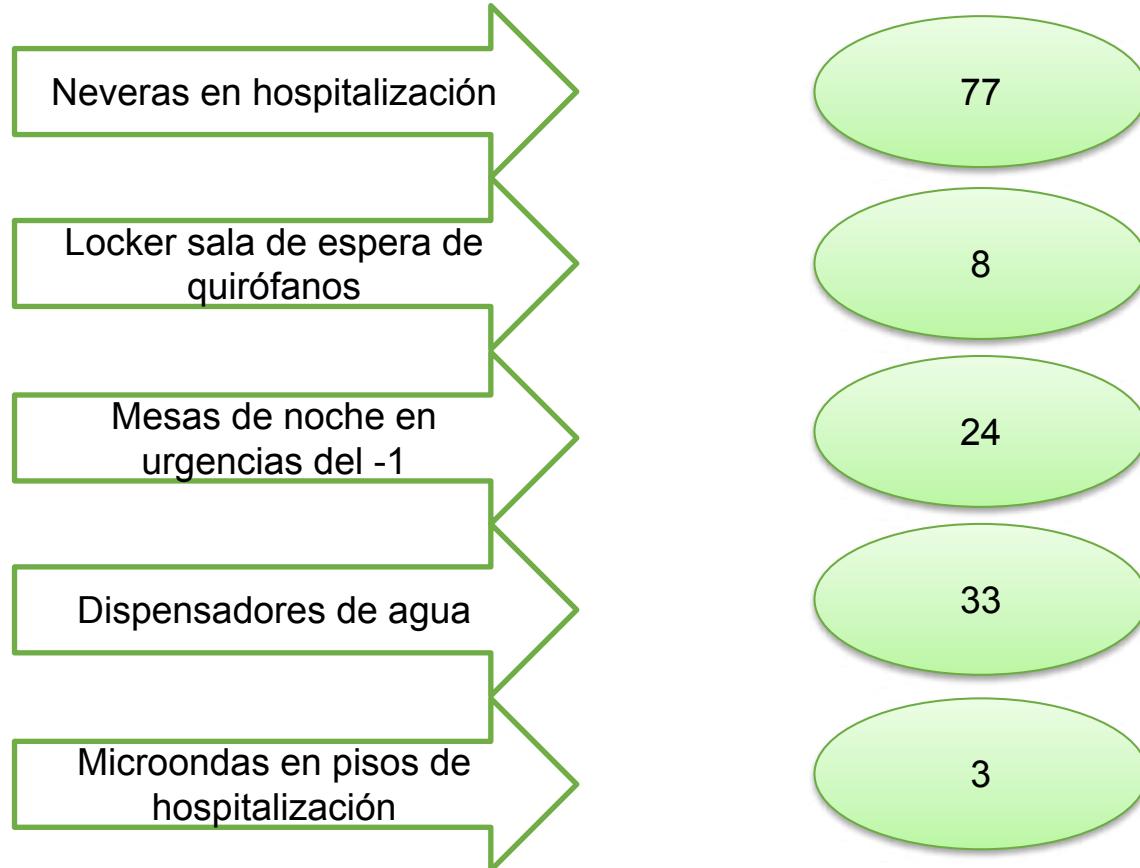 Neveras en hospitalización
77
Locker sala de espera de
quirófanos
8
Mesas de noche en
urgencias del -1
24
Dispensadores de agua
33
Microondas en pisos de
hospitalización
3